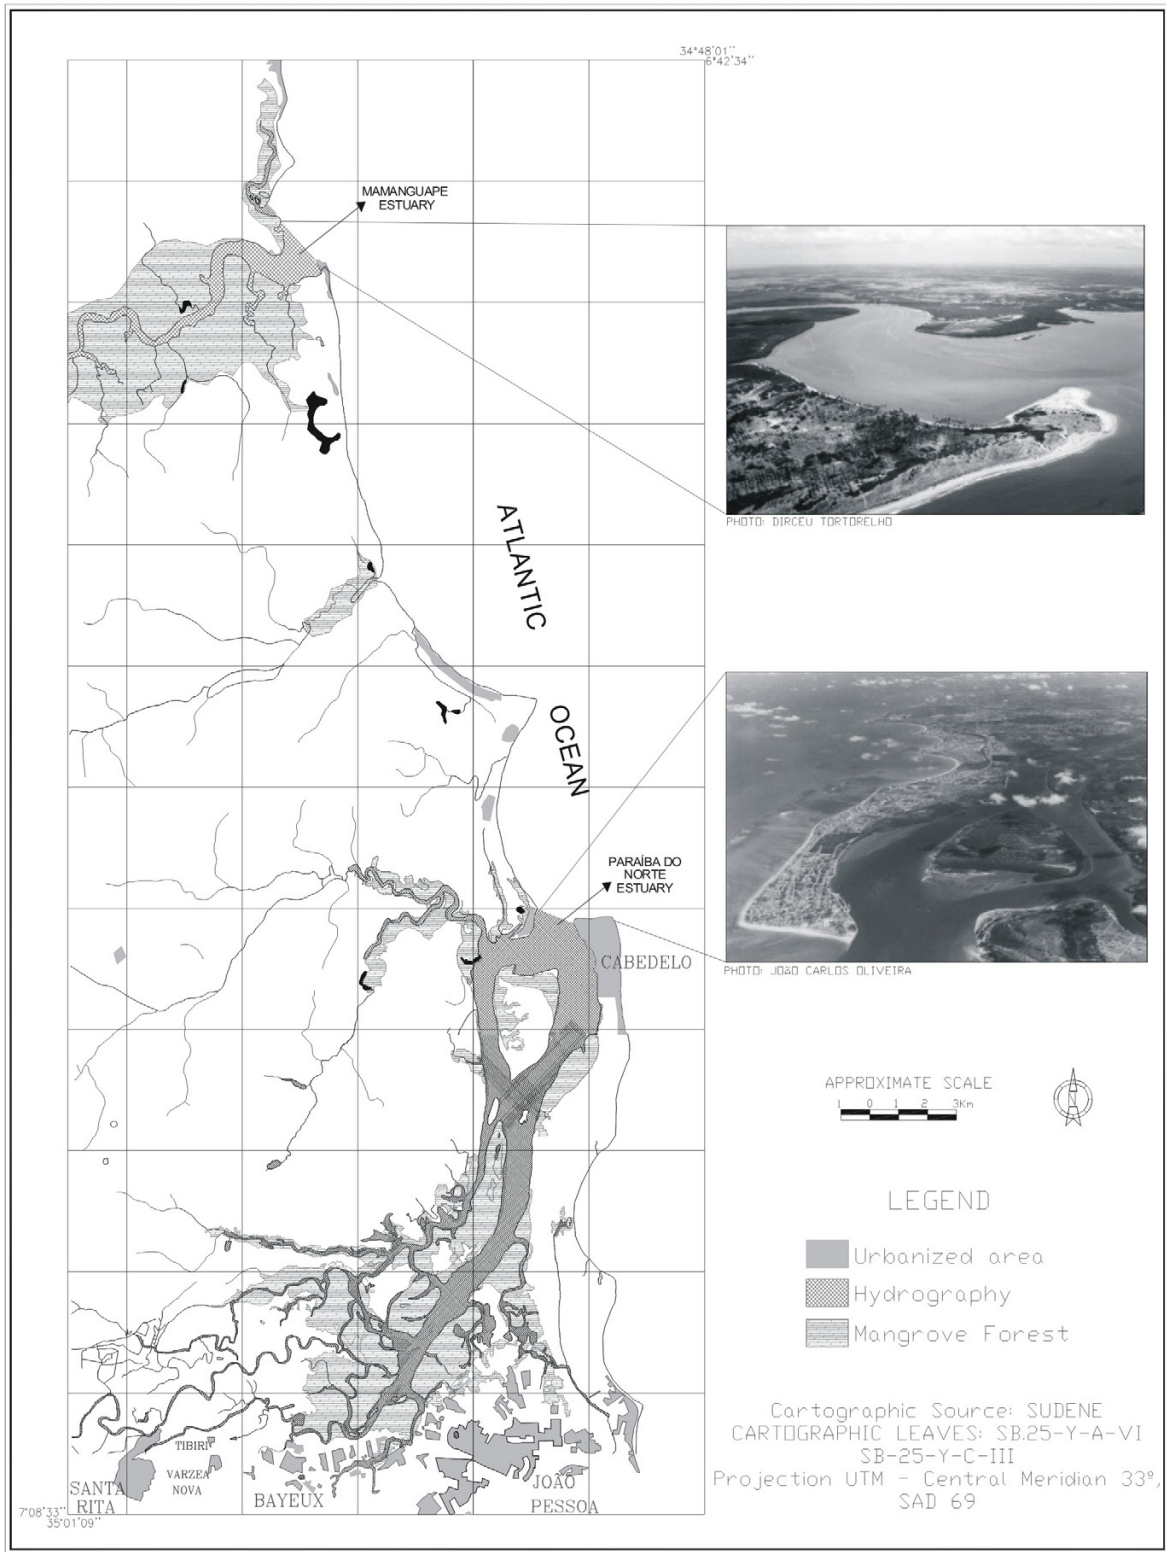 34°48'01"
6°42'34"
MAMANGUAPE
ESTUARY
PHOTO: DIRCEU TORTORELHO
ATLANTIC
OCEAN
PARAÍBA DO
NORTE
ESTUARY
CABEDELO
PHOTO: JOÃO CARLOS OLIVEIRA
APPROXIMATE SCALE
1 0 1 2 3Km
N
LEGEND
Urbanized area
Hydrography
Mangrove Forest
Cartographic Source: SUDENE
CARTOGRAPHIC LEAVES: SB.25-Y-A-VI
SB-25-Y-C-III
Projection UTM - Central Meridian 33°,
SAD 69
TIBIRI
VARZEA
NOVA
SANTA
RITA
BAYEUX
JOÃO
PESSOA
7°08'33"
35°01'09"